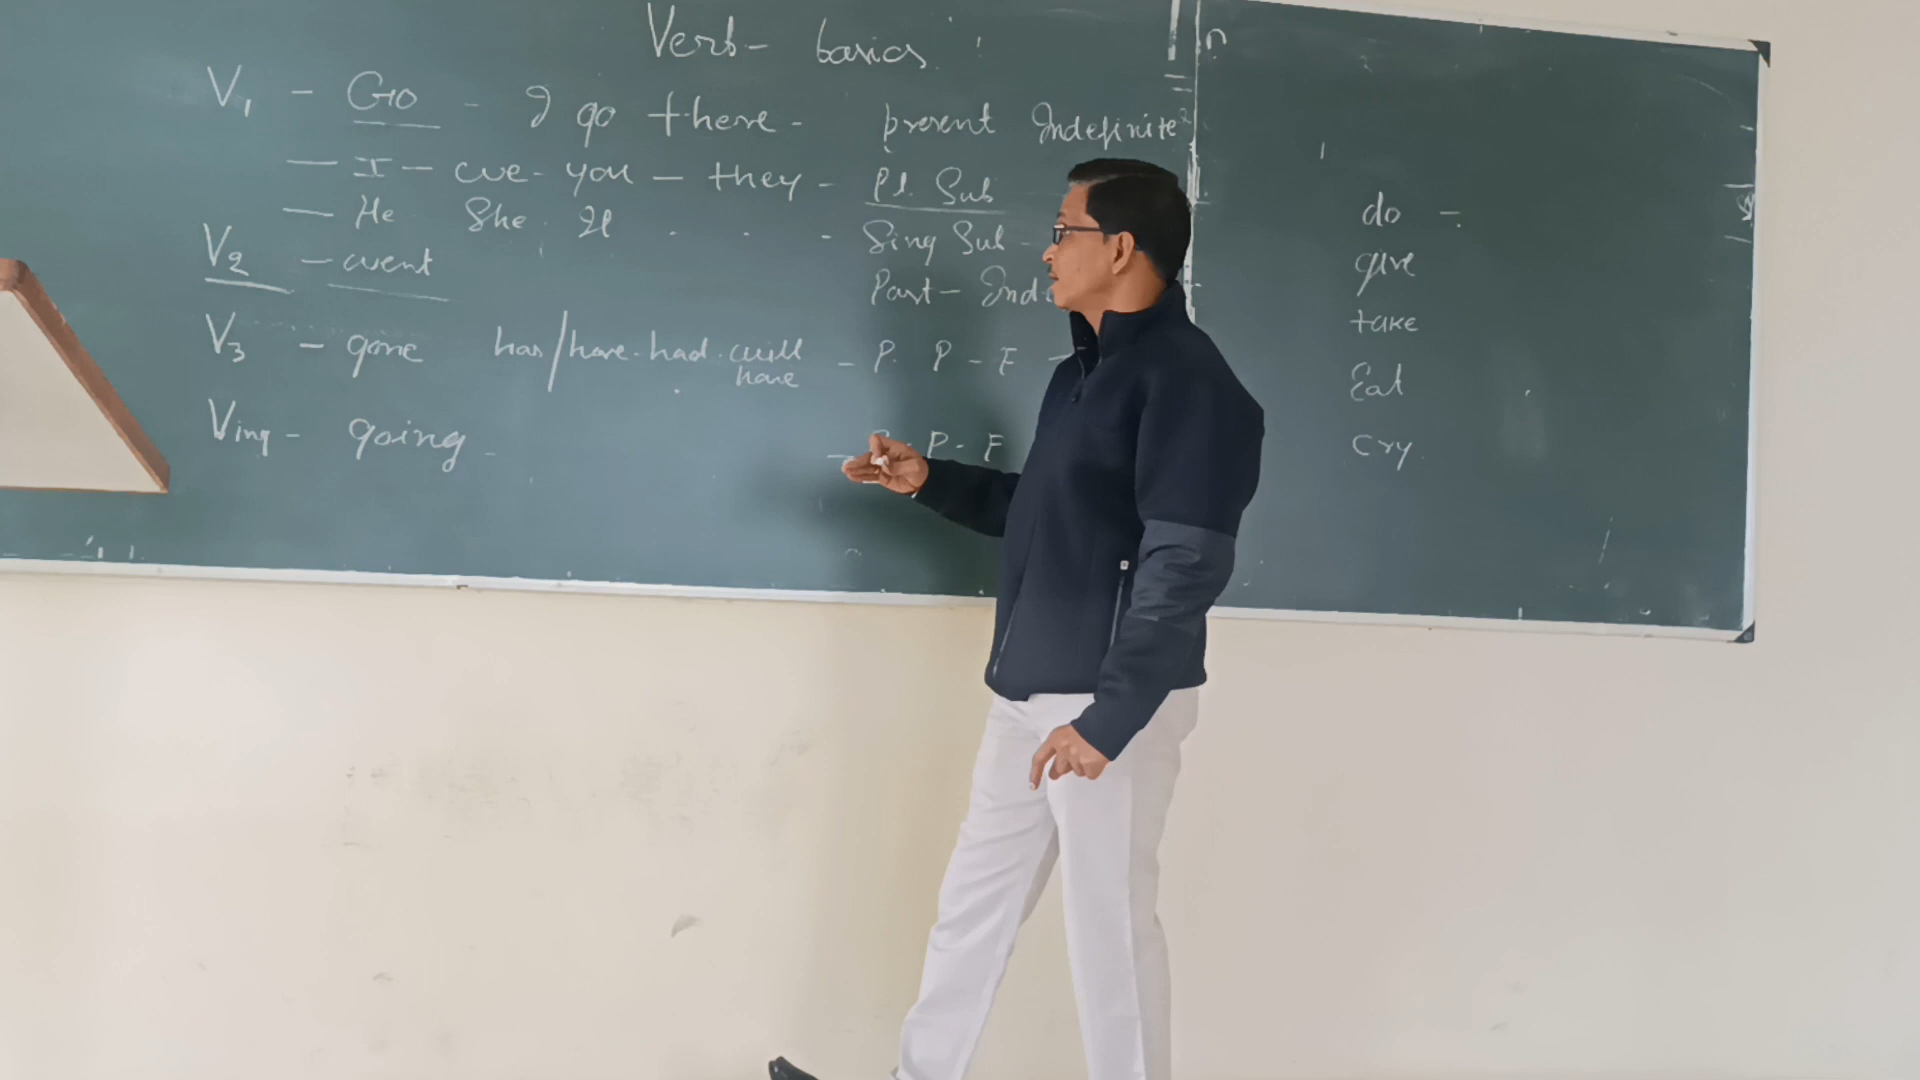 Verb- basics
V1 - Go - I go there - present Indefinite
— I — we - you — they - Pl. Sub
— He She It . . - Sing Sub -
V2 - went
Past - Ind
V3 - gone has/have-had. will have - P. P - F -
Ving - going - P - F
do -
give
take
Eat
cry